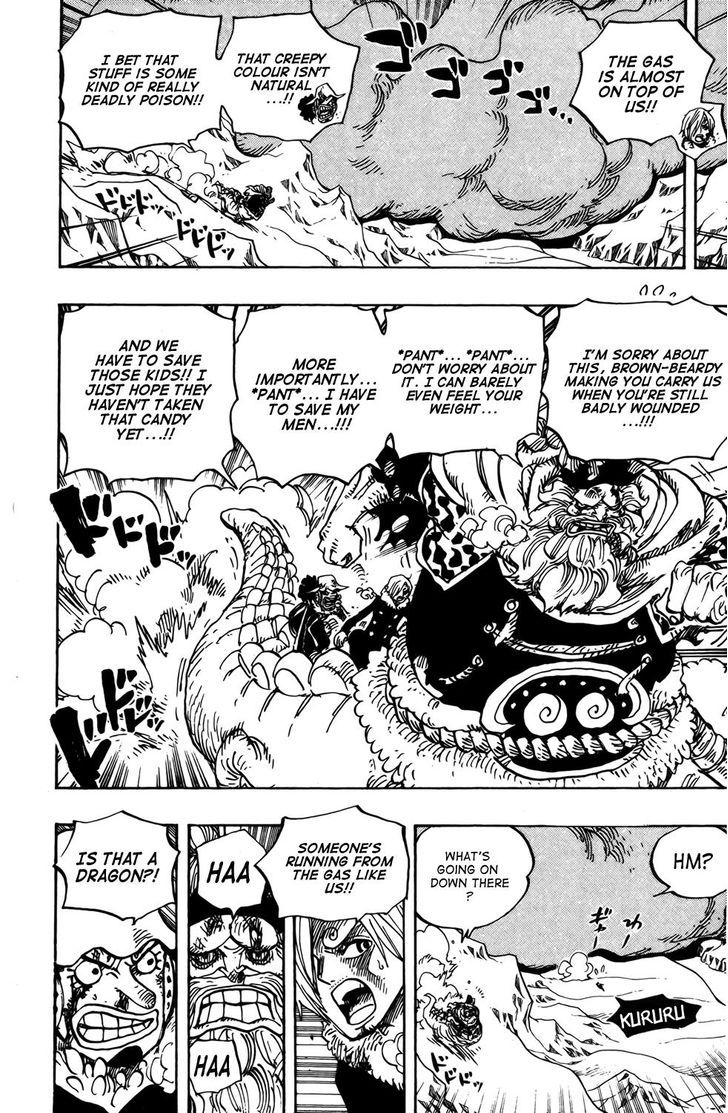 THE GAS
IS ALMOST
ON TOP OF
US!!
ゴゴゴ
ゴゴ...
THAT CREEPY
COLOUR ISN'T
NATURAL
...!!
I BET THAT
STUFF IS SOME
KIND OF REALLY
DEADLY POISON!!
ドドドッ
ドドドッ
I'M SORRY ABOUT
THIS, BROWN-BEARDY
MAKING YOU CARRY US
WHEN YOU'RE STILL
BADLY WOUNDED
...!!!
*PANT*... *PANT*...
DON'T WORRY ABOUT
IT. I CAN BARELY
EVEN FEEL YOUR
WEIGHT...
MORE
IMPORTANTLY...
*PANT*... I HAVE
TO SAVE MY
MEN...!!!
AND WE
HAVE TO SAVE
THOSE KIDS!! I
JUST HOPE THEY
HAVEN'T TAKEN
THAT CANDY
YET...!!!
ドドドド
ドド
HM?
WHAT'S
GOING ON
DOWN THERE
?
KURURU
ドドッ
SOMEONE'S
RUNNING FROM
THE GAS LIKE
US!!
HAA
HAA
IS THAT A
DRAGON?!